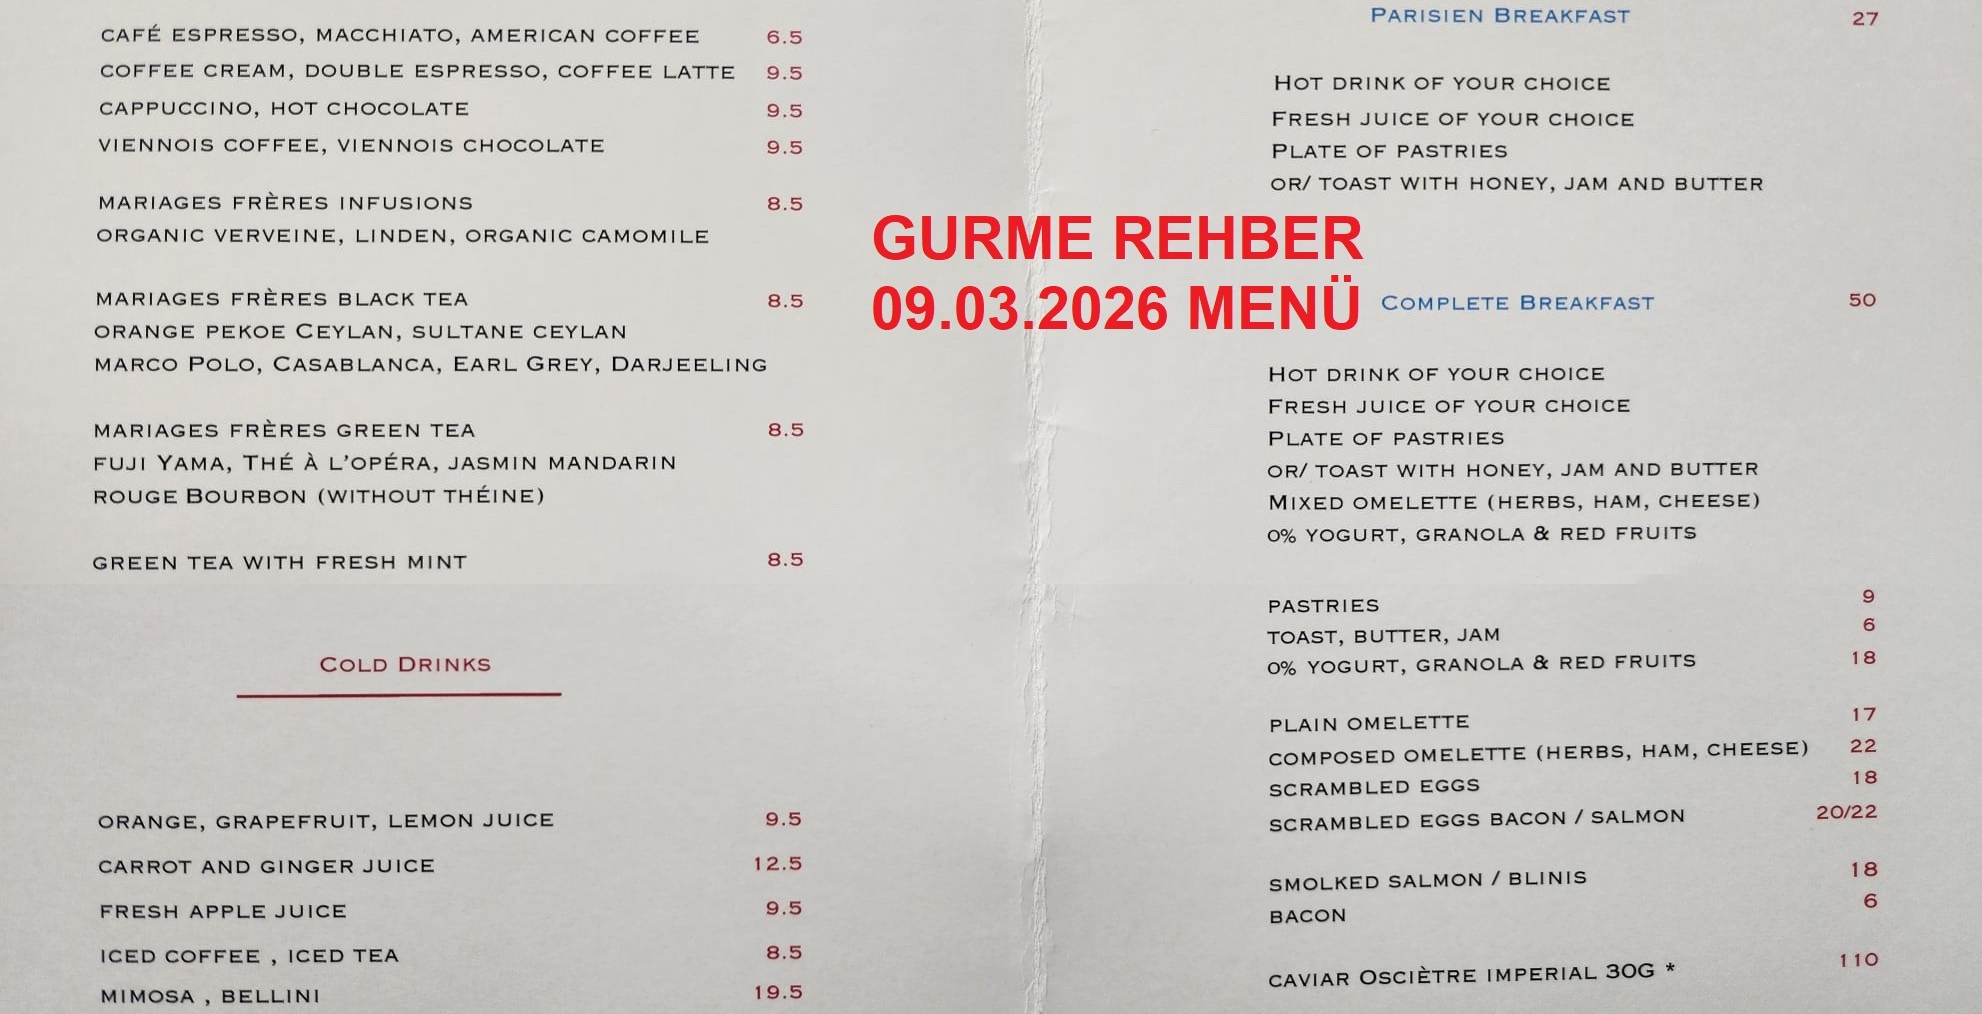 CAFÉ ESPRESSO, MACCHIATO, AMERICAN COFFEE 6.5
COFFEE CREAM, DOUBLE ESPRESSO, COFFEE LATTE 9.5
CAPPUCCINO, HOT CHOCOLATE 9.5
VIENNOIS COFFEE, VIENNOIS CHOCOLATE 9.5
MARIAGES FRÈRES INFUSIONS 8.5
ORGANIC VERVEINE, LINDEN, ORGANIC CAMOMILE
MARIAGES FRÈRES BLACK TEA 8.5
ORANGE PEKOE CEYLAN, SULTANE CEYLAN
MARCO POLO, CASABLANCA, EARL GREY, DARJEELING
MARIAGES FRÈRES GREEN TEA 8.5
FUJI YAMA, THÉ À L'OPÉRA, JASMIN MANDARIN
ROUGE BOURBON (WITHOUT THÉINE)
GREEN TEA WITH FRESH MINT 8.5
COLD DRINKS
ORANGE, GRAPEFRUIT, LEMON JUICE 9.5
CARROT AND GINGER JUICE 12.5
FRESH APPLE JUICE 9.5
ICED COFFEE , ICED TEA 8.5
MIMOSA , BELLINI 19.5
GURME REHBER
09.03.2026 MENÜ
PARISIEN BREAKFAST 27
HOT DRINK OF YOUR CHOICE
FRESH JUICE OF YOUR CHOICE
PLATE OF PASTRIES
OR/ TOAST WITH HONEY, JAM AND BUTTER
COMPLETE BREAKFAST 50
HOT DRINK OF YOUR CHOICE
FRESH JUICE OF YOUR CHOICE
PLATE OF PASTRIES
OR/ TOAST WITH HONEY, JAM AND BUTTER
MIXED OMELETTE (HERBS, HAM, CHEESE)
0% YOGURT, GRANOLA & RED FRUITS
PASTRIES 9
TOAST, BUTTER, JAM 6
0% YOGURT, GRANOLA & RED FRUITS 18
PLAIN OMELETTE 17
COMPOSED OMELETTE (HERBS, HAM, CHEESE) 22
SCRAMBLED EGGS 18
SCRAMBLED EGGS BACON / SALMON 20/22
SMOLKED SALMON / BLINIS 18
BACON 6
CAVIAR OSCIÈTRE IMPERIAL 30G * 110